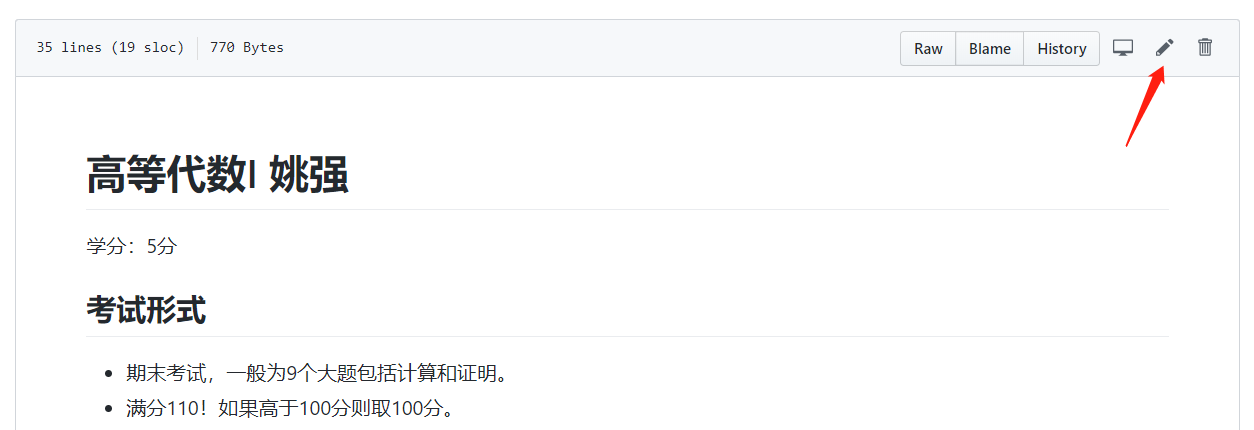 35 lines (19 sloc) 770 Bytes Raw Blame History
高等代数I 姚强
学分：5分
考试形式
期末考试，一般为9个大题包括计算和证明。
满分110！如果高于100分则取100分。